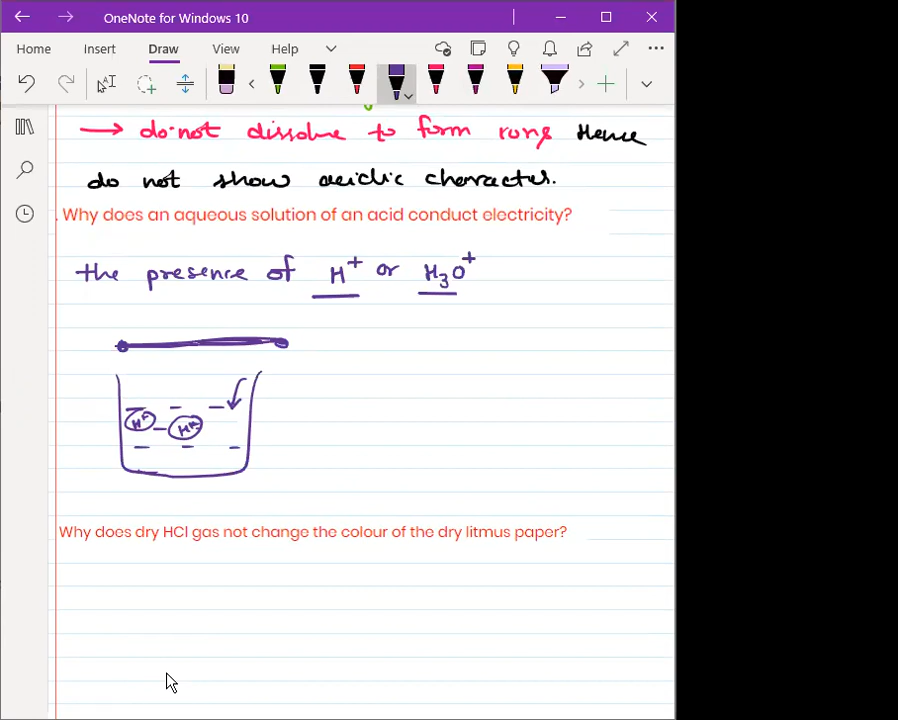 OneNote for Windows 10
Home Insert Draw View Help
→ do not dissolve to form ions Hence
do not show acidic character.
. Why does an aqueous solution of an acid conduct electricity?
the presence of H+ or H3O+
H+ H+
Why does dry HCl gas not change the colour of the dry litmus paper?